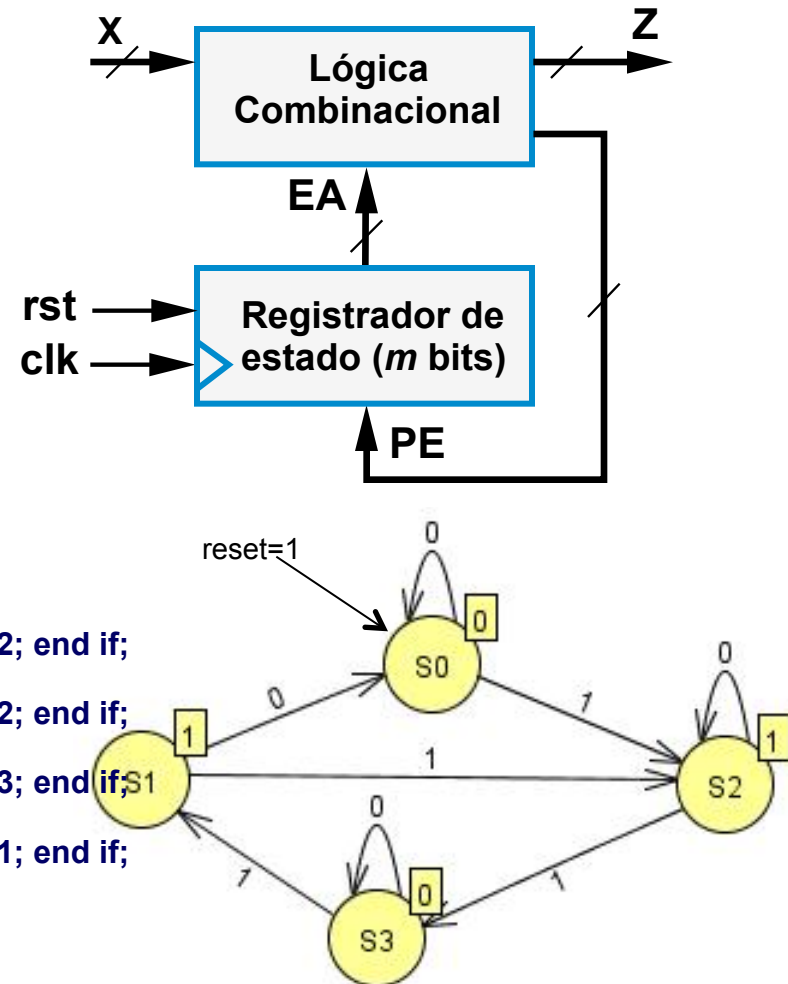 X
Z
Lógica
Combinacional
EA
rst
clk
Registrador de
estado (m bits)
PE
reset=1
0
0
S0
2; end if;
0
1
0
2; end if;
1
1
S1
1
S2
3; end if;
0
1; end if;
1
0
1
S3